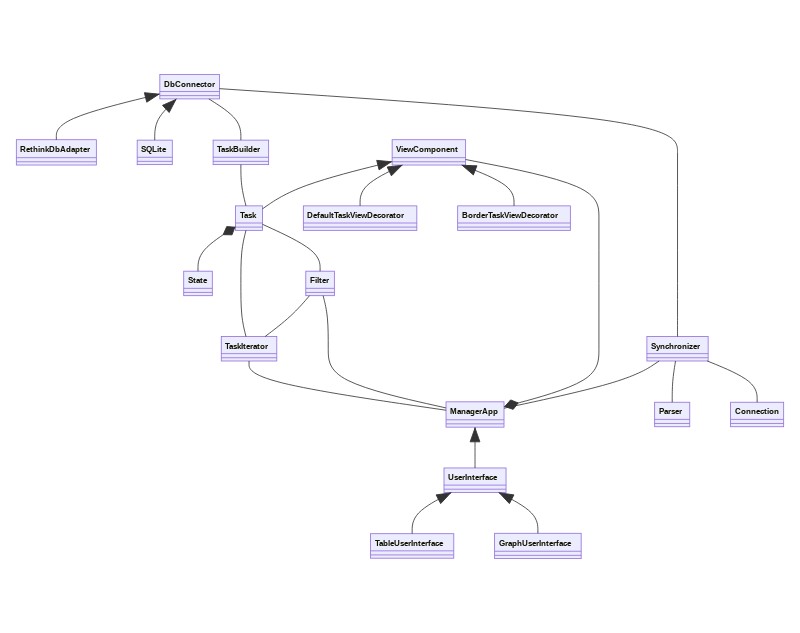 DbConnector
RethinkDbAdapter
SQLite
TaskBuilder
ViewComponent
Task
DefaultTaskViewDecorator
BorderTaskViewDecorator
State
Filter
TaskIterator
Synchronizer
ManagerApp
Parser
Connection
UserInterface
TableUserInterface
GraphUserInterface